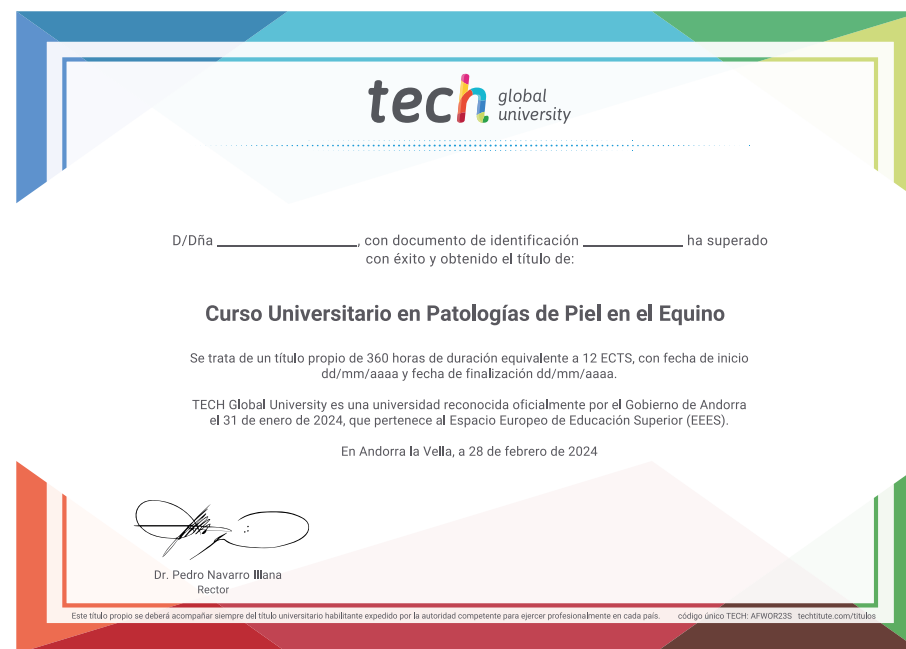 tech global university
D/Dña ____________________, con documento de identificación ______________ ha superado
con éxito y obtenido el título de:
Curso Universitario en Patologías de Piel en el Equino
Se trata de un título propio de 360 horas de duración equivalente a 12 ECTS, con fecha de inicio
dd/mm/aaaa y fecha de finalización dd/mm/aaaa.
TECH Global University es una universidad reconocida oficialmente por el Gobierno de Andorra
el 31 de enero de 2024, que pertenece al Espacio Europeo de Educación Superior (EEES).
En Andorra la Vella, a 28 de febrero de 2024
Dr. Pedro Navarro Illana
Rector
Este título propio se deberá acompañar siempre del título universitario habilitante expedido por la autoridad competente para ejercer profesionalmente en cada país. código único TECH: AFWOR23S techtitute.com/titulos